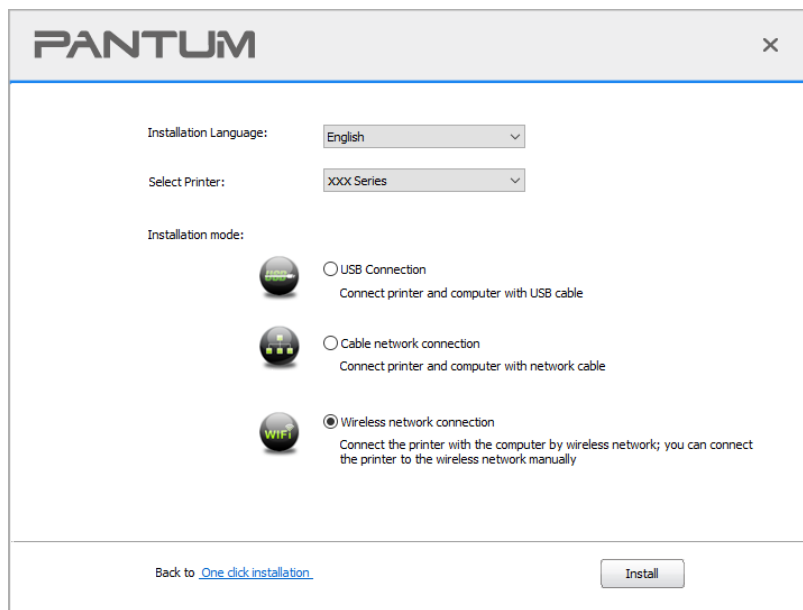 PANTUM
Installation Language:
English
Select Printer:
XXX Series
Installation mode:
USB
USB Connection
Connect printer and computer with USB cable
Cable network connection
Connect printer and computer with network cable
WIFI
Wireless network connection
Connect the printer with the computer by wireless network; you can connect
the printer to the wireless network manually
Back to One click installation
Install